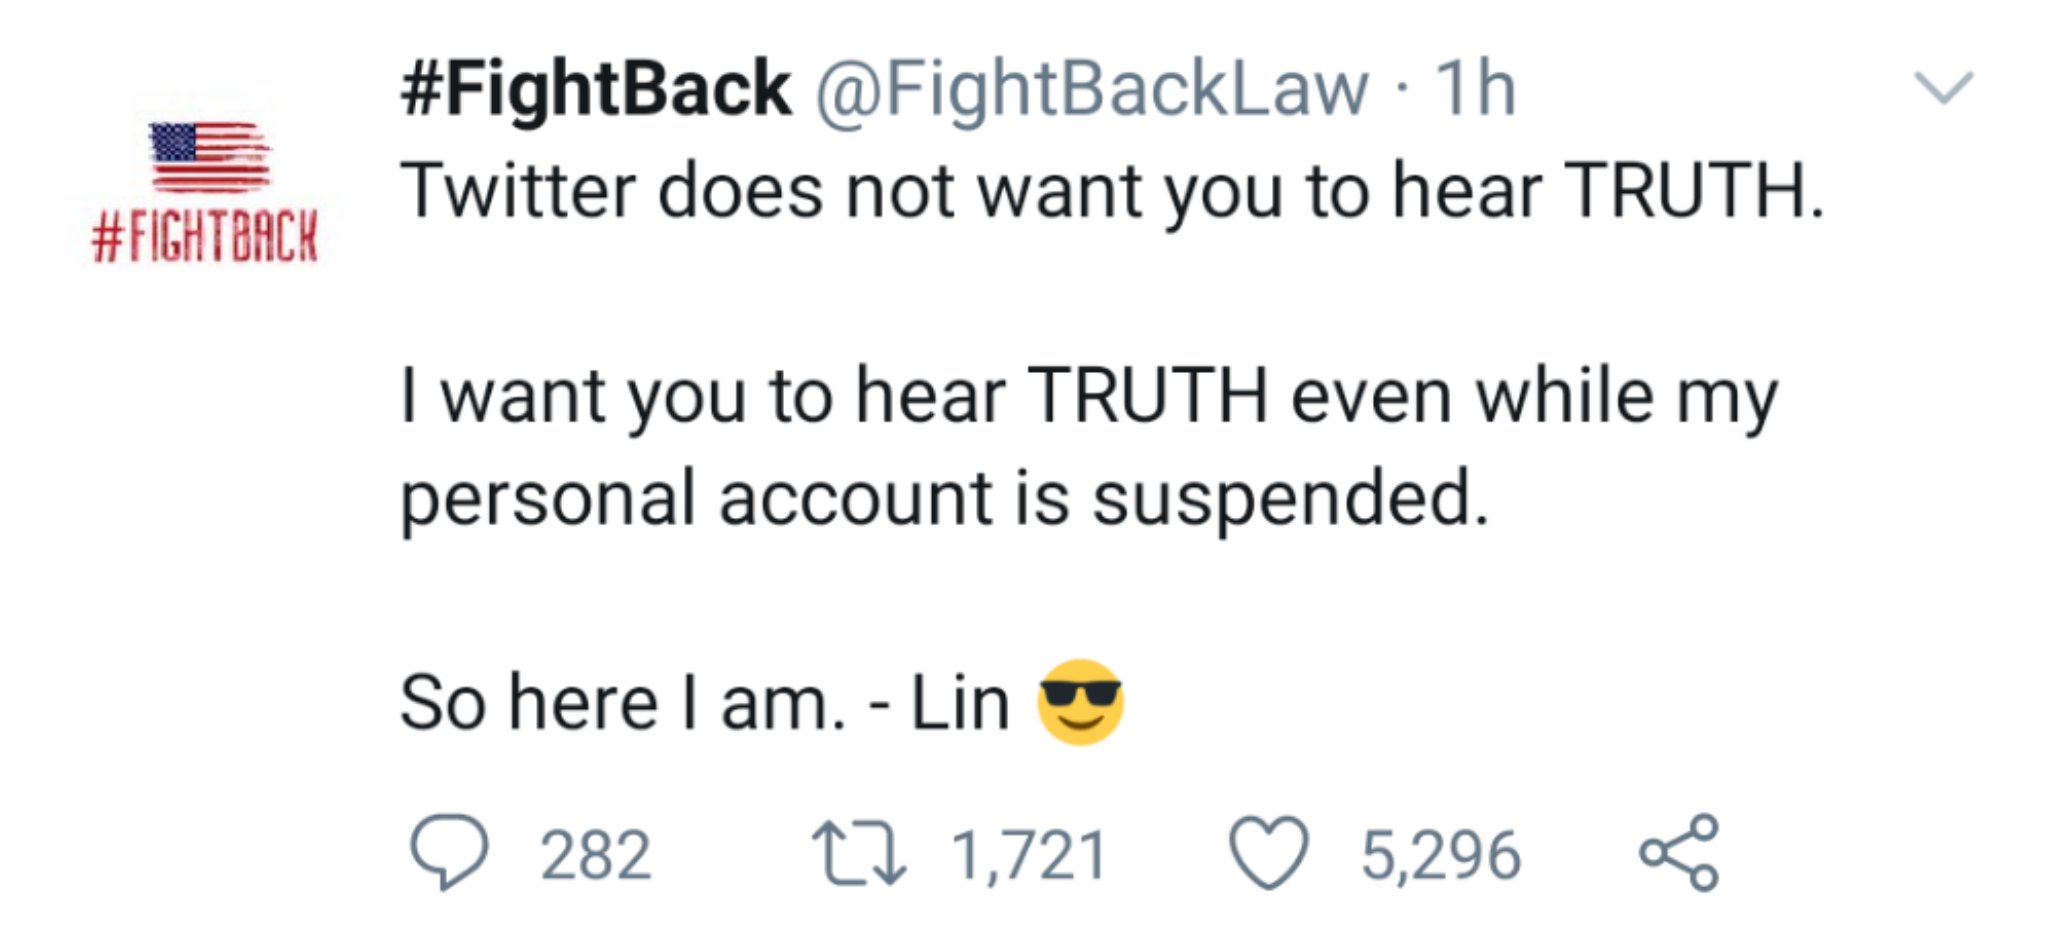 #FightBack @FightBackLaw · 1h
#FIGHTBACK
Twitter does not want you to hear TRUTH.
I want you to hear TRUTH even while my
personal account is suspended.
So here I am. - Lin 😎
282 1,721 5,296